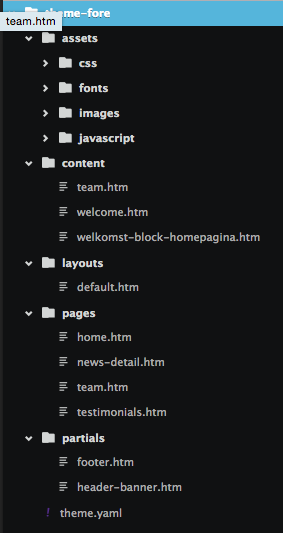 theme-fore
team.htm
assets
css
fonts
images
javascript
content
team.htm
welcome.htm
welkomst-block-homepagina.htm
layouts
default.htm
pages
home.htm
news-detail.htm
team.htm
testimonials.htm
partials
footer.htm
header-banner.htm
! theme.yaml